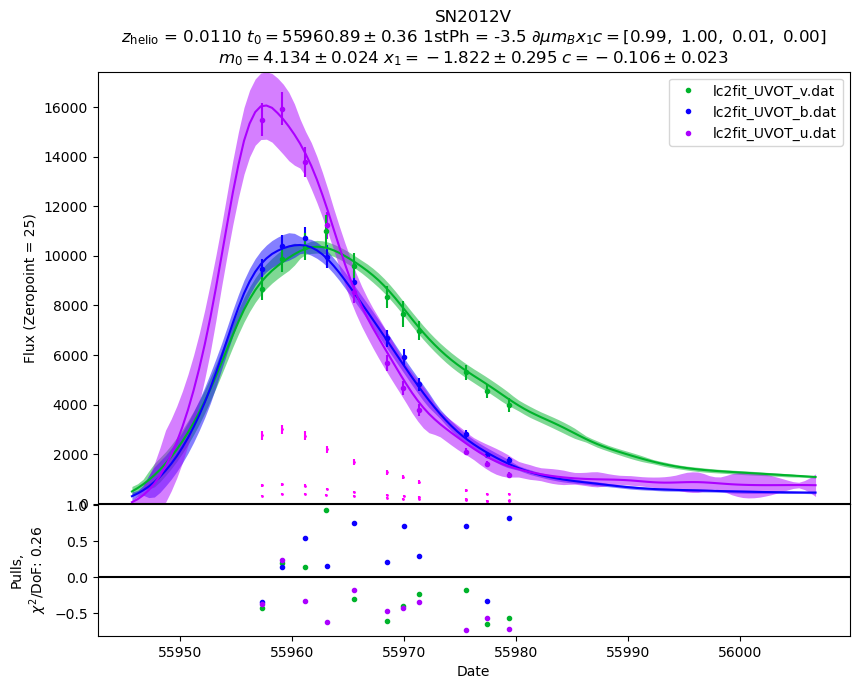 SN2012V
z_helio = 0.0110 t_0 = 55960.89 ± 0.36 1stPh = -3.5 ∂μm_Bx_1c = [0.99, 1.00, 0.01, 0.00]
m_0 = 4.134 ± 0.024 x_1 = −1.822 ± 0.295 c = −0.106 ± 0.023
lc2fit_UVOT_v.dat
lc2fit_UVOT_b.dat
lc2fit_UVOT_u.dat
Flux (Zeropoint = 25)
16000
14000
12000
10000
8000
6000
4000
2000
0
Pulls,
χ²/DoF: 0.26
1.0
0.5
0.0
−0.5
55950 55960 55970 55980 55990 56000
Date